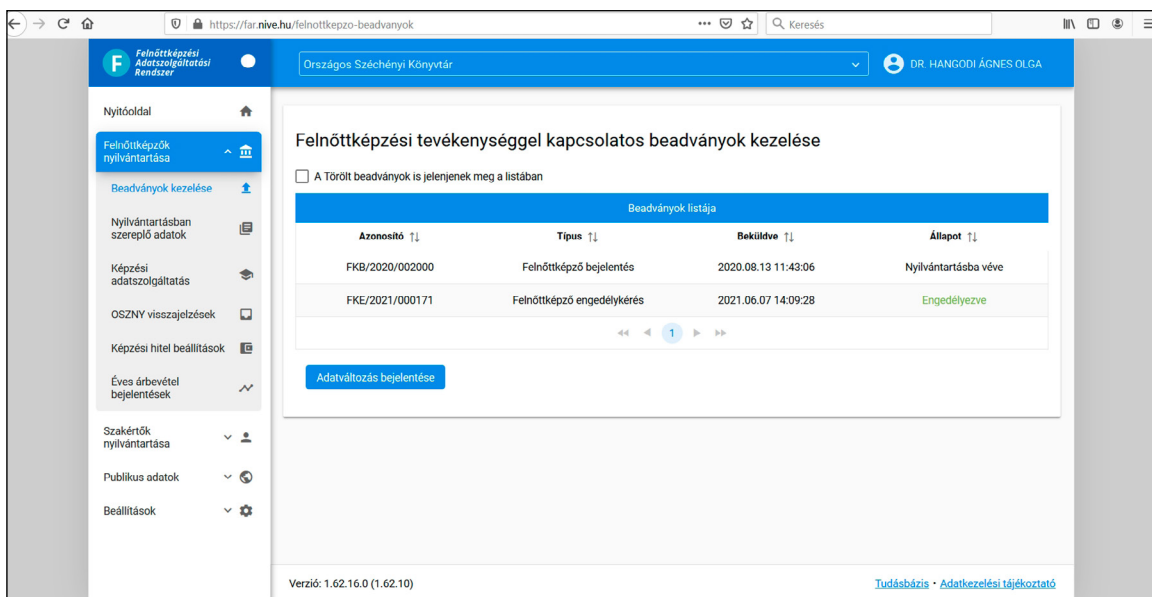 https://far.nive.hu/felnottkepzo-beadvanyok
Keresés
F
Felnőttképzési
Adatszolgáltatási
Rendszer
Országos Széchényi Könyvtár
DR. HANGODI ÁGNES OLGA
Nyitóoldal
Felnőttképzők
nyilvántartása
Beadványok kezelése
Nyilvántartásban
szereplő adatok
Képzési
adatszolgáltatás
OSZNY visszajelzések
Képzési hitel beállítások
Éves árbevétel
bejelentések
Szakértők
nyilvántartása
Publikus adatok
Beállítások
Felnőttképzési tevékenységgel kapcsolatos beadványok kezelése
A Törölt beadványok is jelenjenek meg a listában
Beadványok listája
Azonosító Típus Beküldve Állapot
FKB/2020/002000 Felnőttképző bejelentés 2020.08.13 11:43:06 Nyilvántartásba véve
FKE/2021/000171 Felnőttképző engedélykérés 2021.06.07 14:09:28 Engedélyezve
1
Adatváltozás bejelentése
Verzió: 1.62.16.0 (1.62.10)
Tudásbázis • Adatkezelési tájékoztató